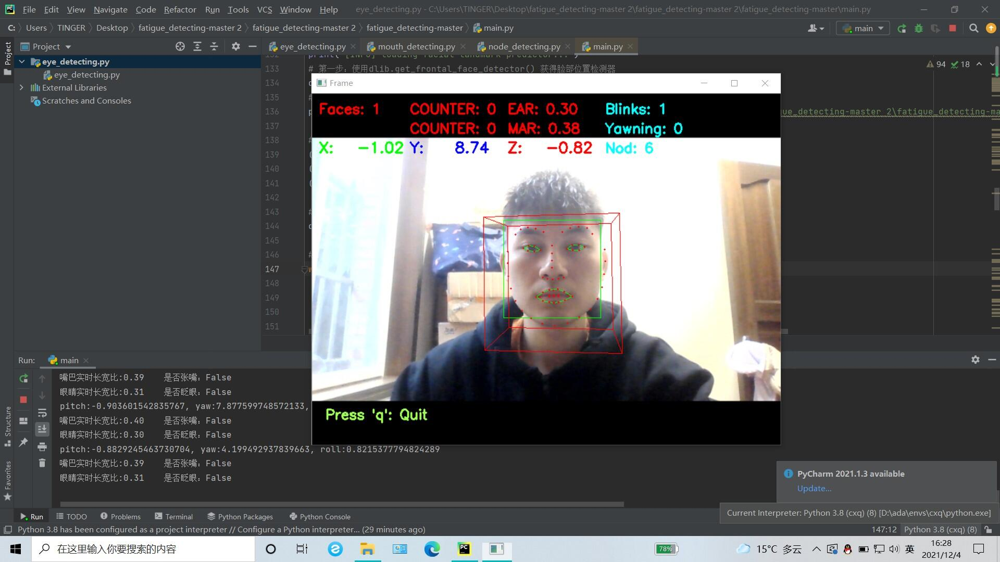 File Edit View Navigate Code Refactor Run Tools VCS Window Help eye_detecting.py - C:\Users\TINGER\Desktop\fatigue_detecting-master 2\fatigue_detecting-master 2\fatigue_detecting-master\main.py
C: Users TINGER Desktop fatigue_detecting-master 2 fatigue_detecting-master 2 fatigue_detecting-master main.py
main
Project
Project
eye_detecting.py
eye_detecting.py
External Libraries
Scratches and Consoles
eye_detecting.py mouth_detecting.py node_detecting.py main.py
132 print("[INFO] loading facial landmark predictor...")
133 # 第一步：使用dlib.get_frontal_face_detector() 获得脸部位置检测器
94 18
134
135 #
136 p ue_detecting-master 2\fatigue_detecting-ma
137
138 #
139 (
140 (
141 (
142
143 #
144
145
146 #
147 w
148
149
150
151
Frame
Faces: 1 COUNTER: 0 EAR: 0.30 Blinks: 1
COUNTER: 0 MAR: 0.38 Yawning: 0
X: -1.02 Y: 8.74 Z: -0.82 Nod: 6
Press 'q': Quit
Run: main
嘴巴实时长宽比:0.39 是否张嘴：False
眼睛实时长宽比:0.31 是否眨眼：False
pitch:-0.903601542835767, yaw:7.877599748572133,
嘴巴实时长宽比:0.40 是否张嘴：False
眼睛实时长宽比:0.30 是否眨眼：False
pitch:-0.8829245463730704, yaw:4.199492937839663, roll:0.8215377794824289
嘴巴实时长宽比:0.39 是否张嘴：False
眼睛实时长宽比:0.31 是否眨眼：False
Structure
Favorites
PyCharm 2021.1.3 available
Update...
Current Interpreter: Python 3.8 (cxq) (8) [D:\ada\envs\cxq\python.exe]
Run TODO Problems Terminal Python Packages Python Console
Python 3.8 has been configured as a project interpreter // Configure a Python interpreter... (29 minutes ago)
147:12 Python 3.8 (cxq) (8)
在这里输入你要搜索的内容
PC
78%
15°C 多云
英
16:28
2021/12/4